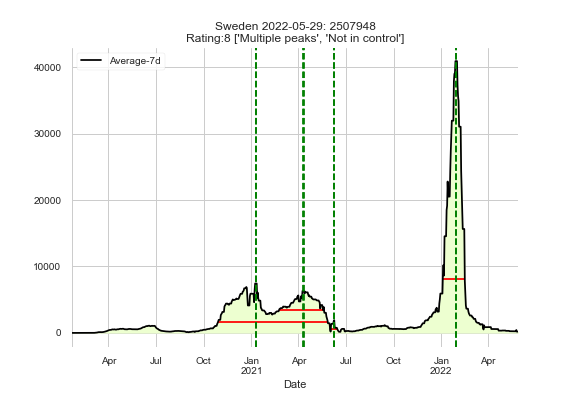 Sweden 2022-05-29: 2507948
Rating:8 ['Multiple peaks', 'Not in control']
Average-7d
40000
30000
20000
10000
0
Apr Jul Oct Jan Apr Jul Oct Jan Apr
2021 2022
Date